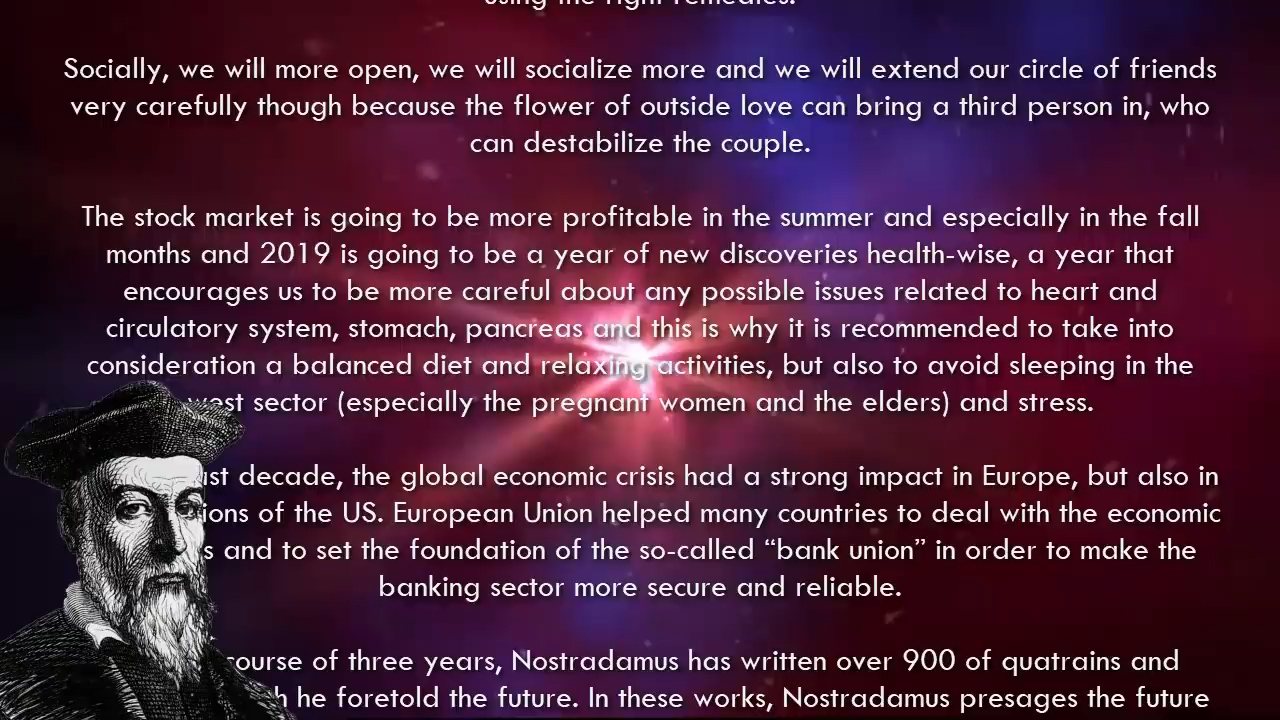 using the right remedies.
Socially, we will more open, we will socialize more and we will extend our circle of friends
very carefully though because the flower of outside love can bring a third person in, who
can destabilize the couple.
The stock market is going to be more profitable in the summer and especially in the fall
months and 2019 is going to be a year of new discoveries health-wise, a year that
encourages us to be more careful about any possible issues related to heart and
circulatory system, stomach, pancreas and this is why it is recommended to take into
consideration a balanced diet and relaxing activities, but also to avoid sleeping in the
west sector (especially the pregnant women and the elders) and stress.
decade, the global economic crisis had a strong impact in Europe, but also in
of the US. European Union helped many countries to deal with the economic
and to set the foundation of the so-called “bank union” in order to make the
banking sector more secure and reliable.
course of three years, Nostradamus has written over 900 of quatrains and
he foretold the future. In these works, Nostradamus presages the future